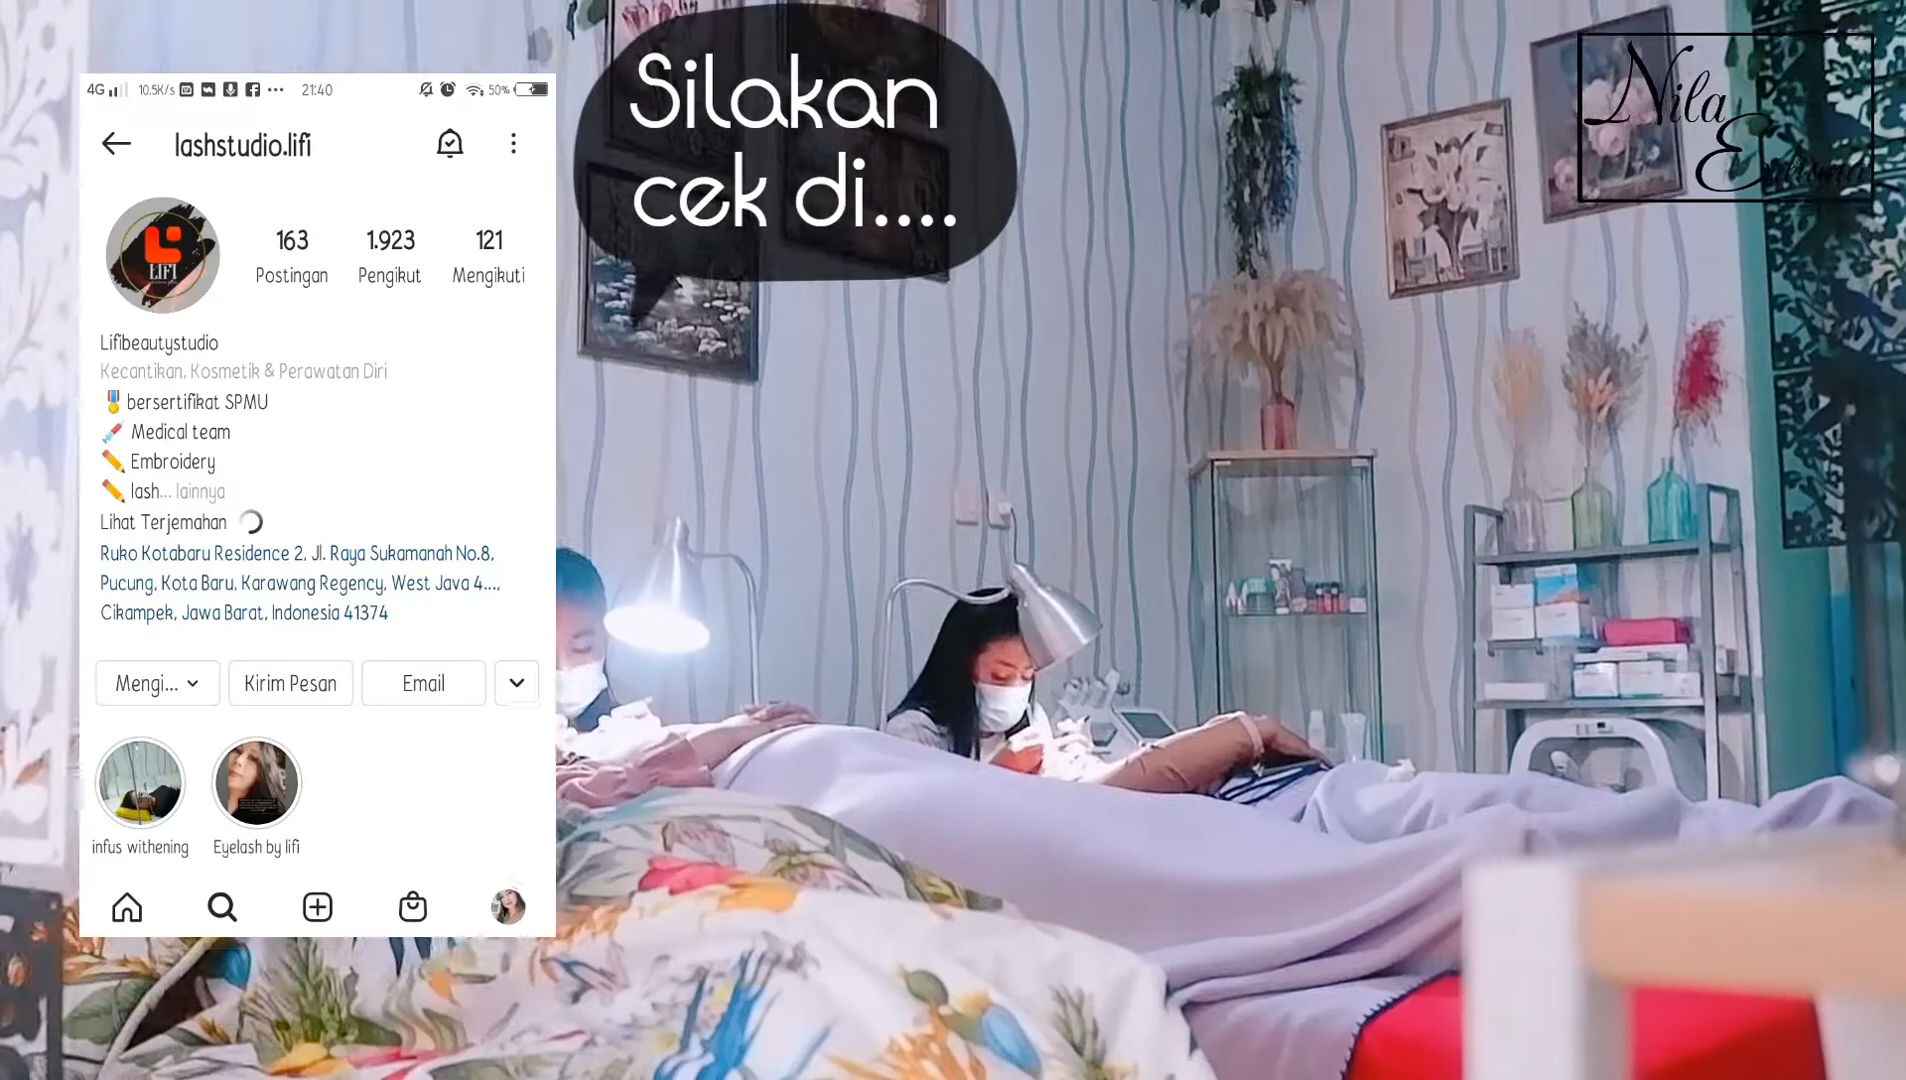 4G 10.5K/s ... 21:40 50%
lashstudio.lifi
LIFI
163 1.923 121
Postingan Pengikut Mengikuti
Lifibeautystudio
Kecantikan, Kosmetik & Perawatan Diri
bersertifikat SPMU
Medical team
Embroidery
lash... lainnya
Lihat Terjemahan
Ruko Kotabaru Residence 2, Jl. Raya Sukamanah No.8,
Pucung, Kota Baru, Karawang Regency, West Java 4...,
Cikampek, Jawa Barat, Indonesia 41374
Mengi... Kirim Pesan Email
infus withening Eyelash by lifi
Silakan
cek di....
Nila